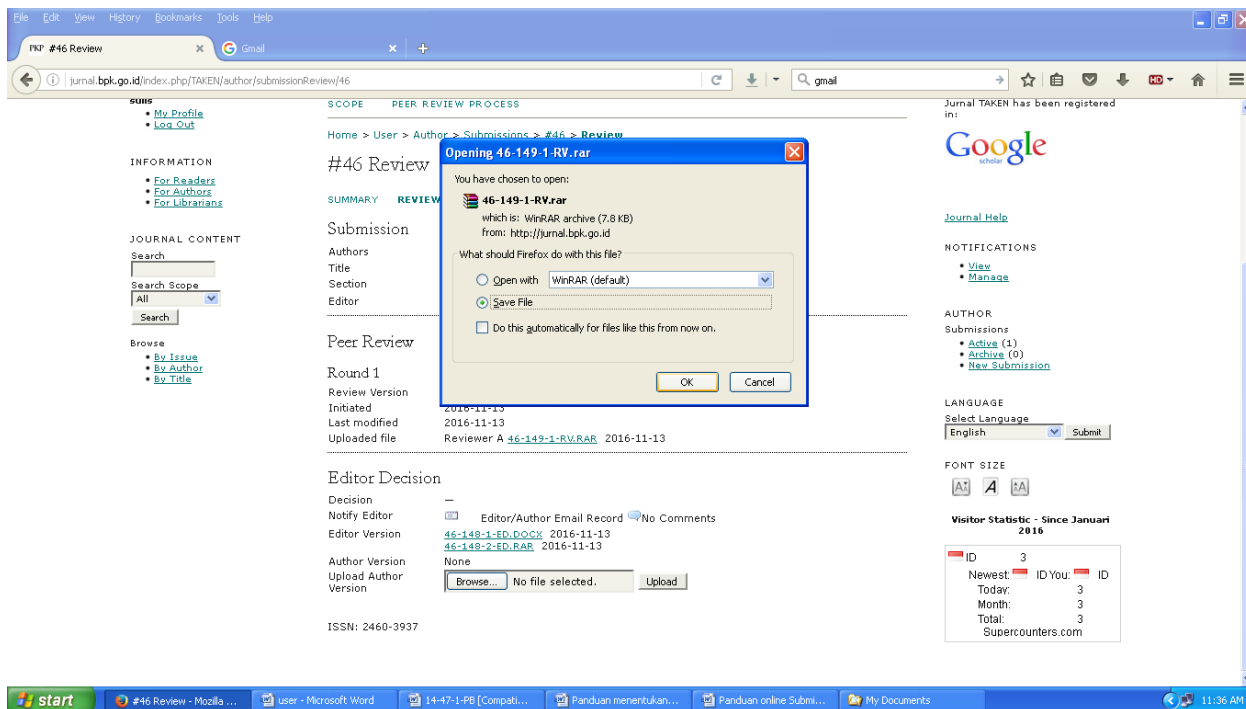 File Edit View History Bookmarks Tools Help
PKP #46 Review
Gmail
jurnal.bpk.go.id/index.php/TAKEN/author/submissionReview/46
gmail
sulis
My Profile
Log Out
INFORMATION
For Readers
For Authors
For Librarians
JOURNAL CONTENT
Search
Search Scope
All
Search
Browse
By Issue
By Author
By Title
SCOPE PEER REVIEW PROCESS
Home > User > Author > Submissions > #46 > Review
#46 Review
SUMMARY REVIEW
Submission
Authors
Title
Section
Editor
Peer Review
Round 1
Review Version
Initiated 2016-11-13
Last modified 2016-11-13
Uploaded file Reviewer A 46-149-1-RV.RAR 2016-11-13
Editor Decision
Decision —
Notify Editor Editor/Author Email Record No Comments
Editor Version 46-148-1-ED.DOCX 2016-11-13
46-148-2-ED.RAR 2016-11-13
Author Version None
Upload Author Version Browse... No file selected. Upload
ISSN: 2460-3937
Opening 46-149-1-RV.rar
You have chosen to open:
46-149-1-RV.rar
which is: WinRAR archive (7.8 KB)
from: http://jurnal.bpk.go.id
What should Firefox do with this file?
Open with WinRAR (default)
Save File
Do this automatically for files like this from now on.
OK Cancel
Jurnal TAKEN has been registered
in:
Google
scholar
Journal Help
NOTIFICATIONS
View
Manage
AUTHOR
Submissions
Active (1)
Archive (0)
New Submission
LANGUAGE
Select Language
English Submit
FONT SIZE
A A A
Visitor Statistic - Since Januari
2016
ID 3
Newest: ID You: ID
Today: 3
Month: 3
Total: 3
Supercounters.com
start
#46 Review - Mozilla ...
user - Microsoft Word
14-47-1-PB [Compati...
Panduan menentukan...
Panduan online Submi...
My Documents
11:36 AM